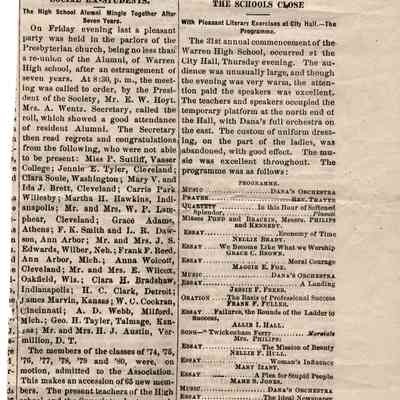 SOCIAL EX-STUDENTS.
The High School Alumni Mingle Together After
Seven Years.
On Friday evening last a pleasant
party was held in the parlors of the
Presbyterian church, being no less than
a re-union of the Alumni, of Warren
High school, after an estrangement of
seven years. At 8:30, p. m., the meet-
ing was called to order, by the Presi-
dent of the Society, Mr. E. W. Hoyt.
Mrs. A. Wentz, Secretary, called the
roll, which showed a good attendance
of resident Alumni. The Secretary
then read regrets and congratulations
from the following, who were not able
to be present: Miss P. Sutliff, Vassar
College; Jennie E. Tyler, Cleveland;
Clara Soule, Washington; Mary V. and
Ida J. Brett, Cleveland; Carris Park,
Willesby; Martha H. Hawkins, India-
napolis; Mr. and Mrs. W. F. Lam-
phear, Cleveland; Grace Adams,
Athens; F. K. Smith and L. R. Daw-
son, Ann Arbor; Mr. and Mrs. J. S.
Edwards, Wilber, Neb.; Frank F. Reed,
Ann Arbor, Mich.; Anna Wolcott,
Cleveland; Mr. and Mrs. E. Wilcox,
Oakfield, Wis.; Clara H. Bradshaw,
Indianapolis; H. C. Clark, Detroit;
James Marvin, Kansas; W. C. Cockran,
Cincinnati; A. D. Webb, Milford,
Mich.; Geo. H. Tayler, Talmage, Kan-
sas; Mr. and Mrs. H. J. Austin, Ver-
million, D. T.
The members of the classes of '74, '75,
'76, '77, '78, '79 and '80, were, on
motion, admitted to the Association.
This makes an accession of 65 new mem-
bers. The present teachers of the High
THE SCHOOLS CLOSE
With Pleasant Literary Exercises at City Hall.—The
Programme.
The 31st annual commencement of the
Warren High School, occurred at the
City Hall, Thursday evening. The au-
dience was unusually large, and though
the evening was very warm, the atten-
tion paid the speakers was excellent.
The teachers and speakers occupied the
temporary platform at the north end of
the Hall, with Dana's full orchestra on
the east. The custom of uniform dress-
ing, on the part of the ladies, was
abandoned, with good effect. The mu-
sic was excellent throughout. The
programme was as follows:
PROGRAMME.
MUSIC DANA'S ORCHESTRA
PRAYER REV. THAYER
QUARTETT In this Hour of Softened
Splendor, Pinsuti
MISSES POND AND BRACKIN, MESSRS. PHILIPS
AND KENNEDY.
ESSAY Economy of Time
NELLIE BRADY.
ESSAY We Become Like what we Worship
GRACE C. BROWN.
ESSAY Moral Courage
MAGGIE E. FOX.
MUSIC DANA'S ORCHESTRA
ESSAY A Landing
JESSIE F. FREER.
ORATION The Basis of Professional Success
FRANK F. FULLER.
ESSAY Failures, the Rounds of the Ladder to
Success,
ALLIE I. HALL.
SONG—"Twickenham Ferry" Marzials
MRS. PHILIPS.
ESSAY The Mission of Beauty
NELLIE F. HULL.
ESSAY Woman's Influence
MARY IZANT.
ESSAY A Plea for Stupid People
MAME S. JONES.
MUSIC DANA'S ORCHESTRA
ESSAY The Ideal Newspaper